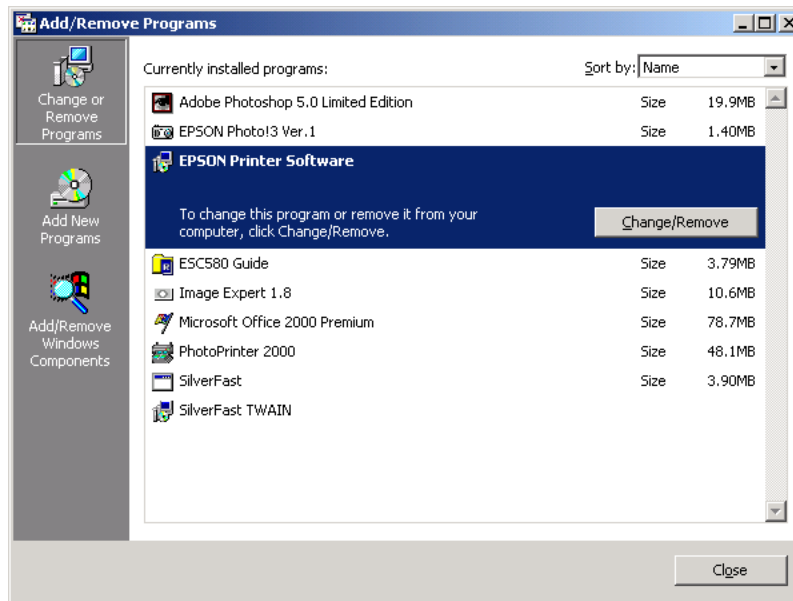 Add/Remove Programs
Change or
Remove
Programs
Add New
Programs
Add/Remove
Windows
Components
Currently installed programs:
Sort by: Name
Adobe Photoshop 5.0 Limited Edition Size 19.9MB
EPSON Photo!3 Ver.1 Size 1.40MB
EPSON Printer Software
To change this program or remove it from your
computer, click Change/Remove.
Change/Remove
ESC580 Guide Size 3.79MB
Image Expert 1.8 Size 10.6MB
Microsoft Office 2000 Premium Size 78.7MB
PhotoPrinter 2000 Size 48.1MB
SilverFast Size 3.90MB
SilverFast TWAIN
Close